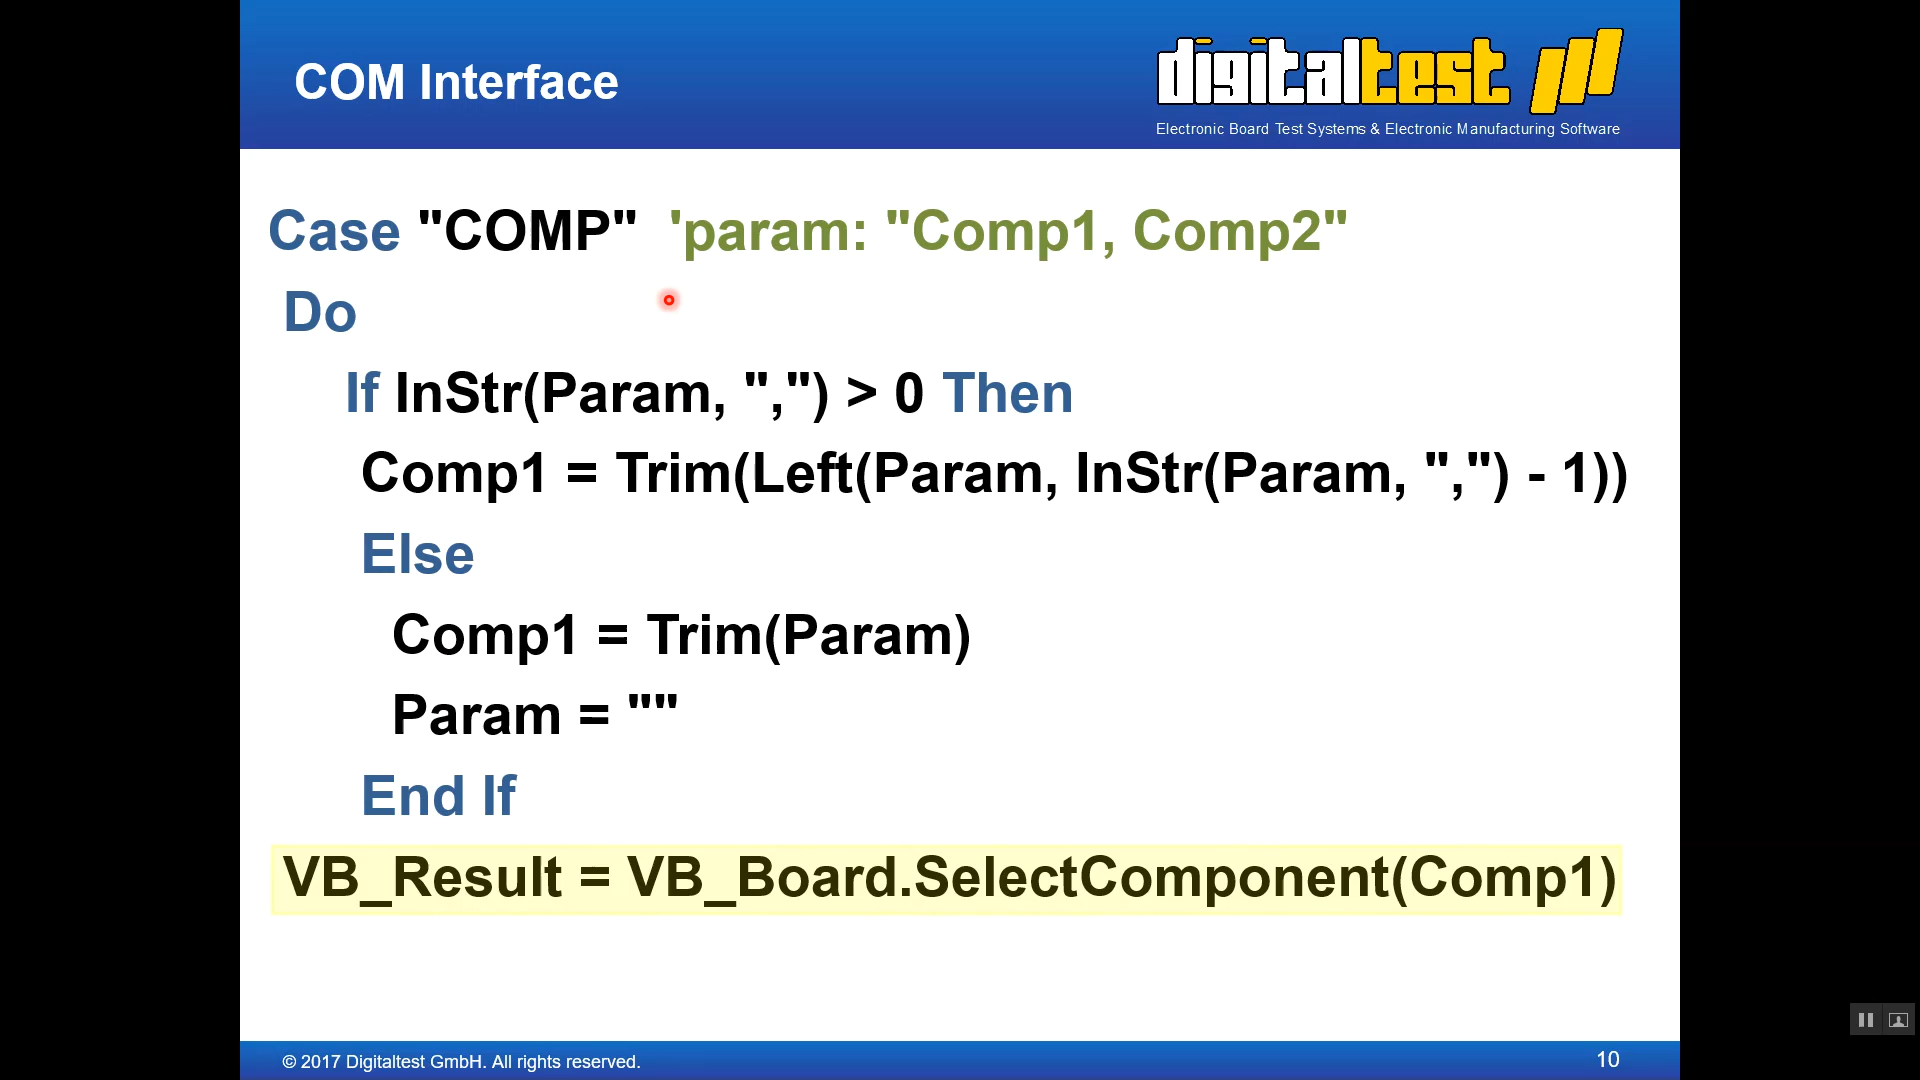 COM Interface
digitaltest
Electronic Board Test Systems & Electronic Manufacturing Software
Case "COMP" 'param: "Comp1, Comp2"
Do
If InStr(Param, ",") > 0 Then
Comp1 = Trim(Left(Param, InStr(Param, ",") - 1))
Else
Comp1 = Trim(Param)
Param = ""
End If
VB_Result = VB_Board.SelectComponent(Comp1)
© 2017 Digitaltest GmbH. All rights reserved.
10